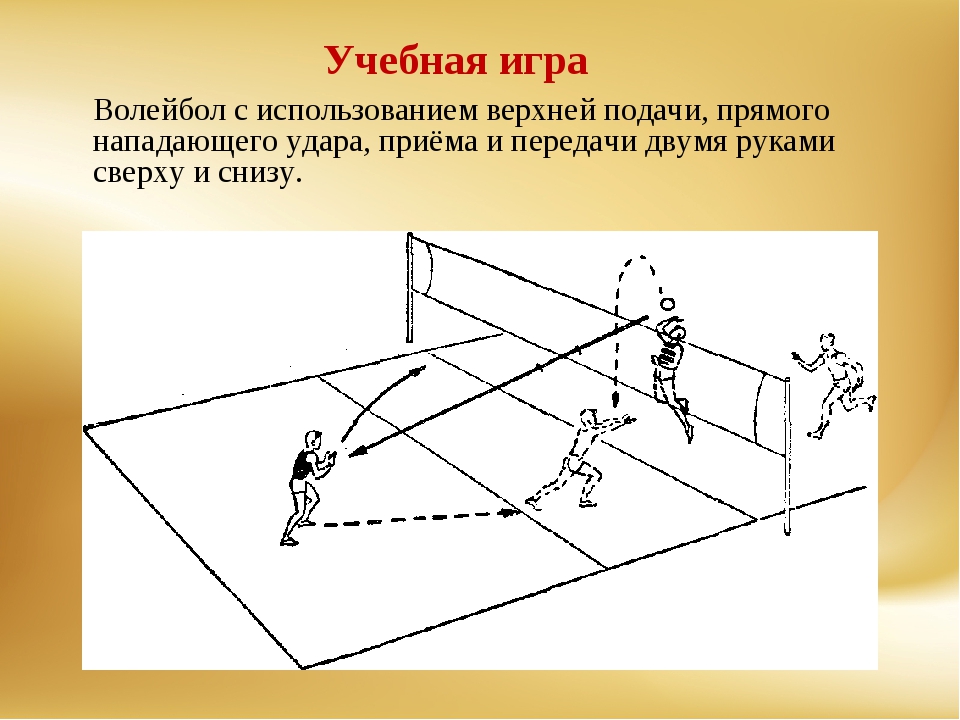 Учебная игра
Волейбол с использованием верхней подачи, прямого
нападающего удара, приёма и передачи двумя руками
сверху и снизу.